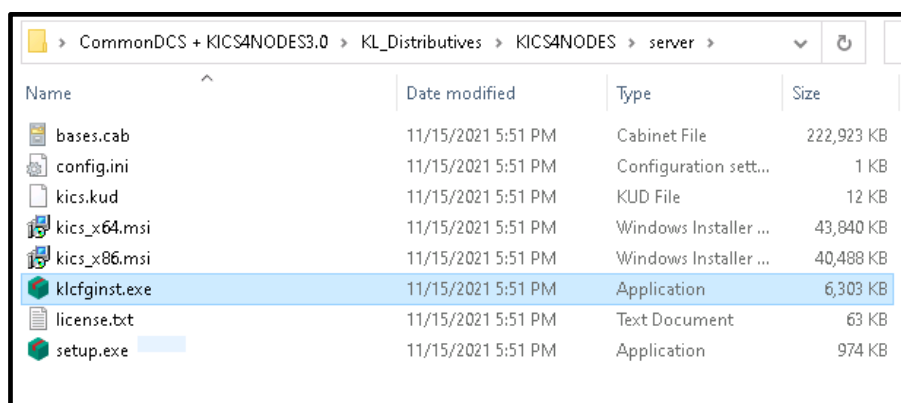 CommonDCS + KICS4NODES3.0 > KL_Distributives > KICS4NODES > server >
Name Date modified Type Size
bases.cab 11/15/2021 5:51 PM Cabinet File 222,923 KB
config.ini 11/15/2021 5:51 PM Configuration sett... 1 KB
kics.kud 11/15/2021 5:51 PM KUD File 12 KB
kics_x64.msi 11/15/2021 5:51 PM Windows Installer ... 43,840 KB
kics_x86.msi 11/15/2021 5:51 PM Windows Installer ... 40,488 KB
klcfginst.exe 11/15/2021 5:51 PM Application 6,303 KB
license.txt 11/15/2021 5:51 PM Text Document 63 KB
setup.exe 11/15/2021 5:51 PM Application 974 KB